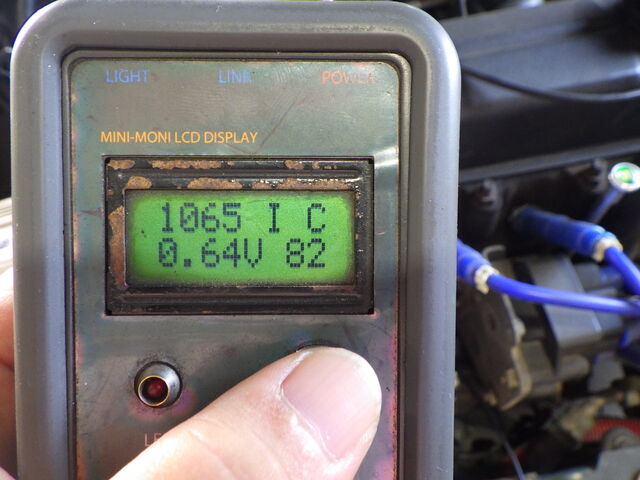 LIGHT LINK POWER
MINI-MONI LCD DISPLAY
1065 I C
0.64V 82